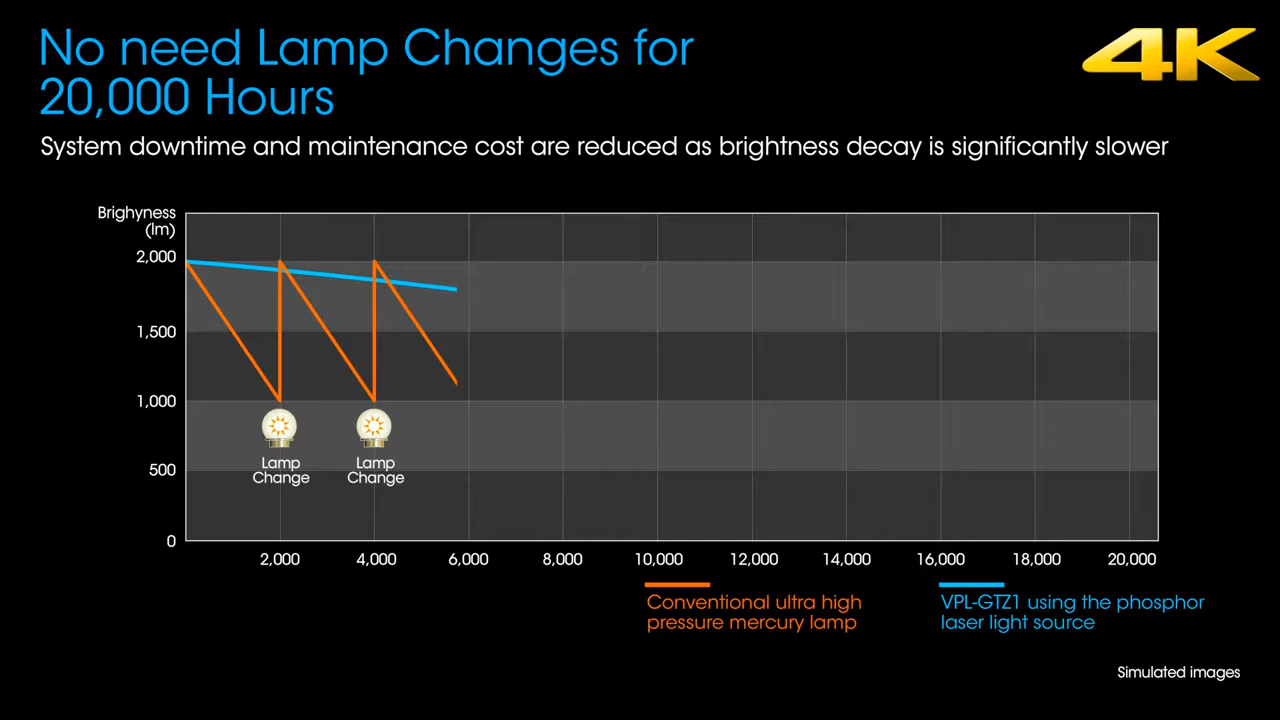 No need Lamp Changes for
20,000 Hours
4K
System downtime and maintenance cost are reduced as brightness decay is significantly slower
Brighyness
(lm)
2,000
1,500
1,000
500
0
Lamp
Change
Lamp
Change
2,000 4,000 6,000 8,000 10,000 12,000 14,000 16,000 18,000 20,000
Conventional ultra high
pressure mercury lamp
VPL-GTZ1 using the phosphor
laser light source
Simulated images